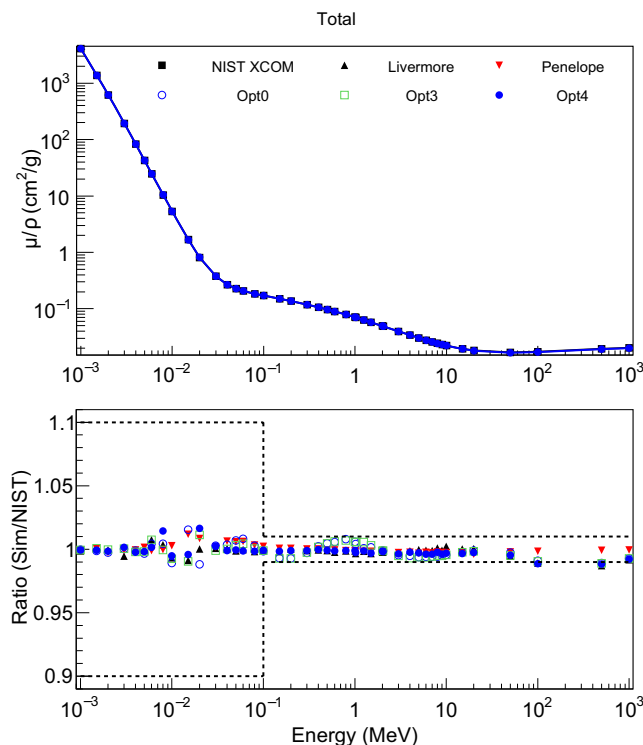 Total
μ/ρ (cm²/g)
10³
10²
10
1
10⁻¹
NIST XCOM Livermore Penelope
Opt0 Opt3 Opt4
10⁻³ 10⁻² 10⁻¹ 1 10 10² 10³
Ratio (Sim/NIST)
1.1
1.05
1
0.95
0.9
10⁻³ 10⁻² 10⁻¹ 1 10 10² 10³
Energy (MeV)